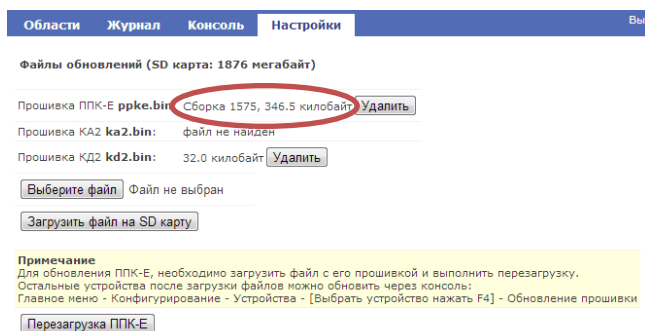 Области Журнал Консоль Настройки Вы
Файлы обновлений (SD карта: 1876 мегабайт)
Прошивка ППК-Е ppke.bin Сборка 1575, 346.5 килобайт Удалить
Прошивка КА2 ka2.bin: файл не найден
Прошивка КД2 kd2.bin: 32.0 килобайт Удалить
Выберите файл Файл не выбран
Загрузить файл на SD карту
Примечание
Для обновления ППК-Е, необходимо загрузить файл с его прошивкой и выполнить перезагрузку.
Остальные устройства после загрузки файлов можно обновить через консоль:
Главное меню - Конфигурирование - Устройства - [Выбрать устройство нажать F4] - Обновление прошивки
Перезагрузка ППК-Е